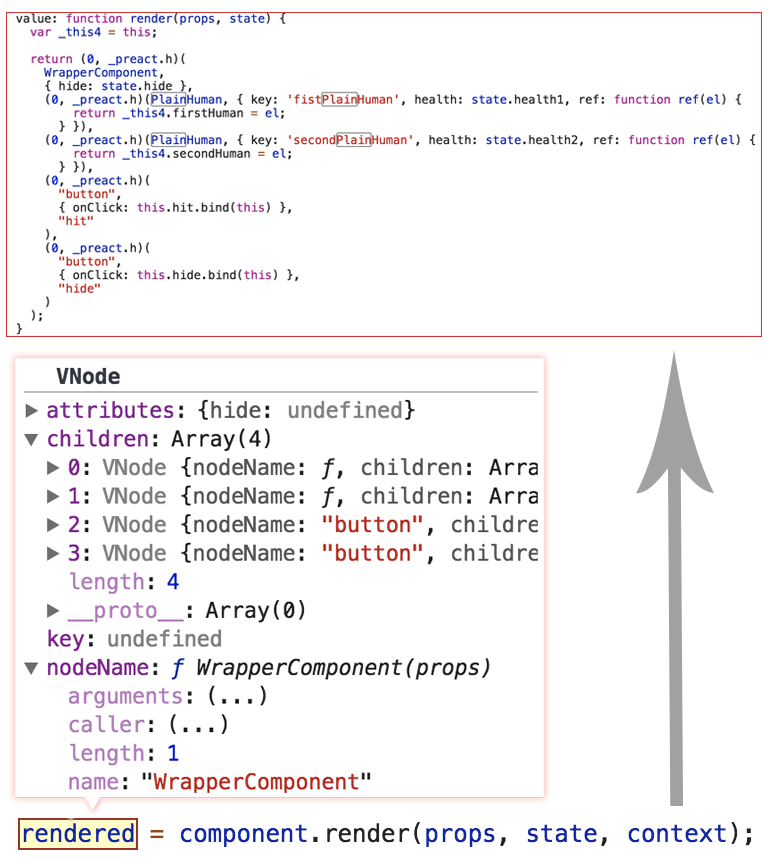 value: function render(props, state) {
var _this4 = this;
return (0, _preact.h)(
WrapperComponent,
{ hide: state.hide },
(0, _preact.h)(PlainHuman, { key: 'fistPlainHuman', health: state.health1, ref: function ref(el) {
return _this4.firstHuman = el;
} }),
(0, _preact.h)(PlainHuman, { key: 'secondPlainHuman', health: state.health2, ref: function ref(el) {
return _this4.secondHuman = el;
} }),
(0, _preact.h)(
"button",
{ onClick: this.hit.bind(this) },
"hit"
),
(0, _preact.h)(
"button",
{ onClick: this.hide.bind(this) },
"hide"
)
);
}
VNode
▶ attributes: {hide: undefined}
▼ children: Array(4)
▶ 0: VNode {nodeName: ƒ, children: Arra
▶ 1: VNode {nodeName: ƒ, children: Arra
▶ 2: VNode {nodeName: "button", childre
▶ 3: VNode {nodeName: "button", childre
length: 4
▶ __proto__: Array(0)
key: undefined
▼ nodeName: ƒ WrapperComponent(props)
arguments: (...)
caller: (...)
length: 1
name: "WrapperComponent"
rendered = component.render(props, state, context);